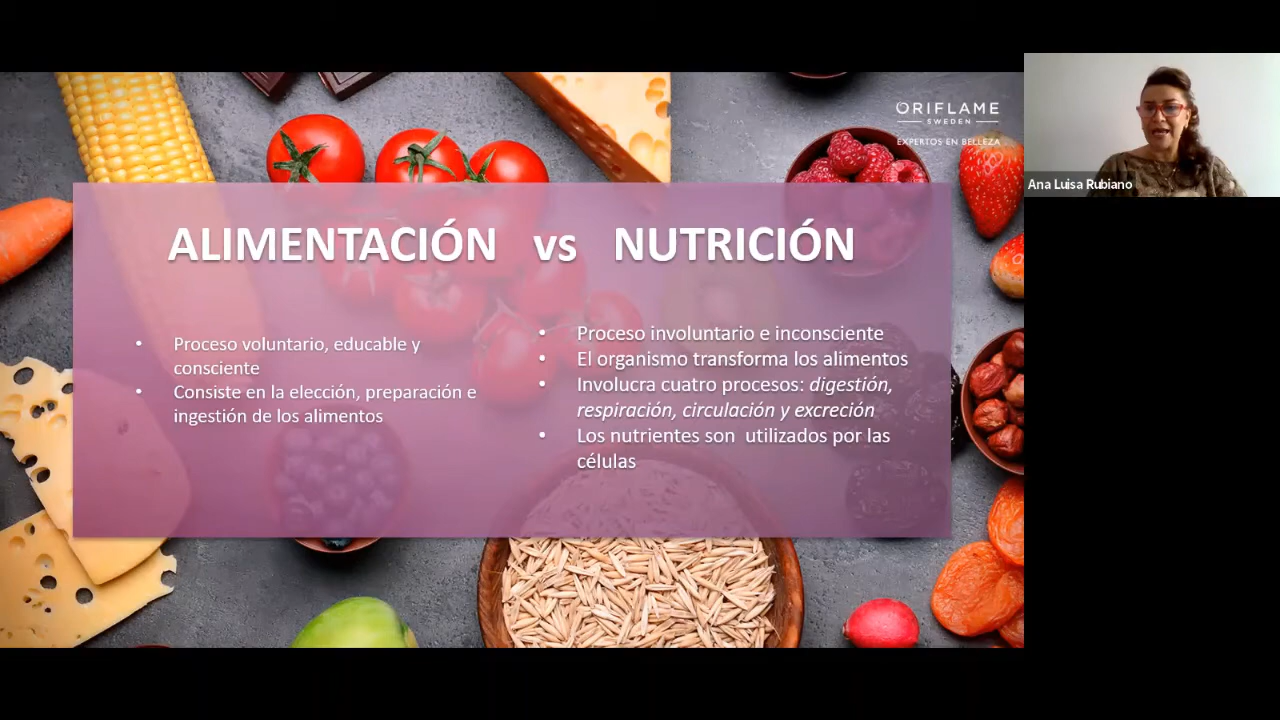 ORIFLAME
SWEDEN
EXPERTOS EN BELLEZA
Ana Luisa Rubiano
ALIMENTACIÓN vs NUTRICIÓN
• Proceso voluntario, educable y
consciente
• Consiste en la elección, preparación e
ingestión de los alimentos
• Proceso involuntario e inconsciente
• El organismo transforma los alimentos
• Involucra cuatro procesos: digestión,
respiración, circulación y excreción
• Los nutrientes son utilizados por las
células